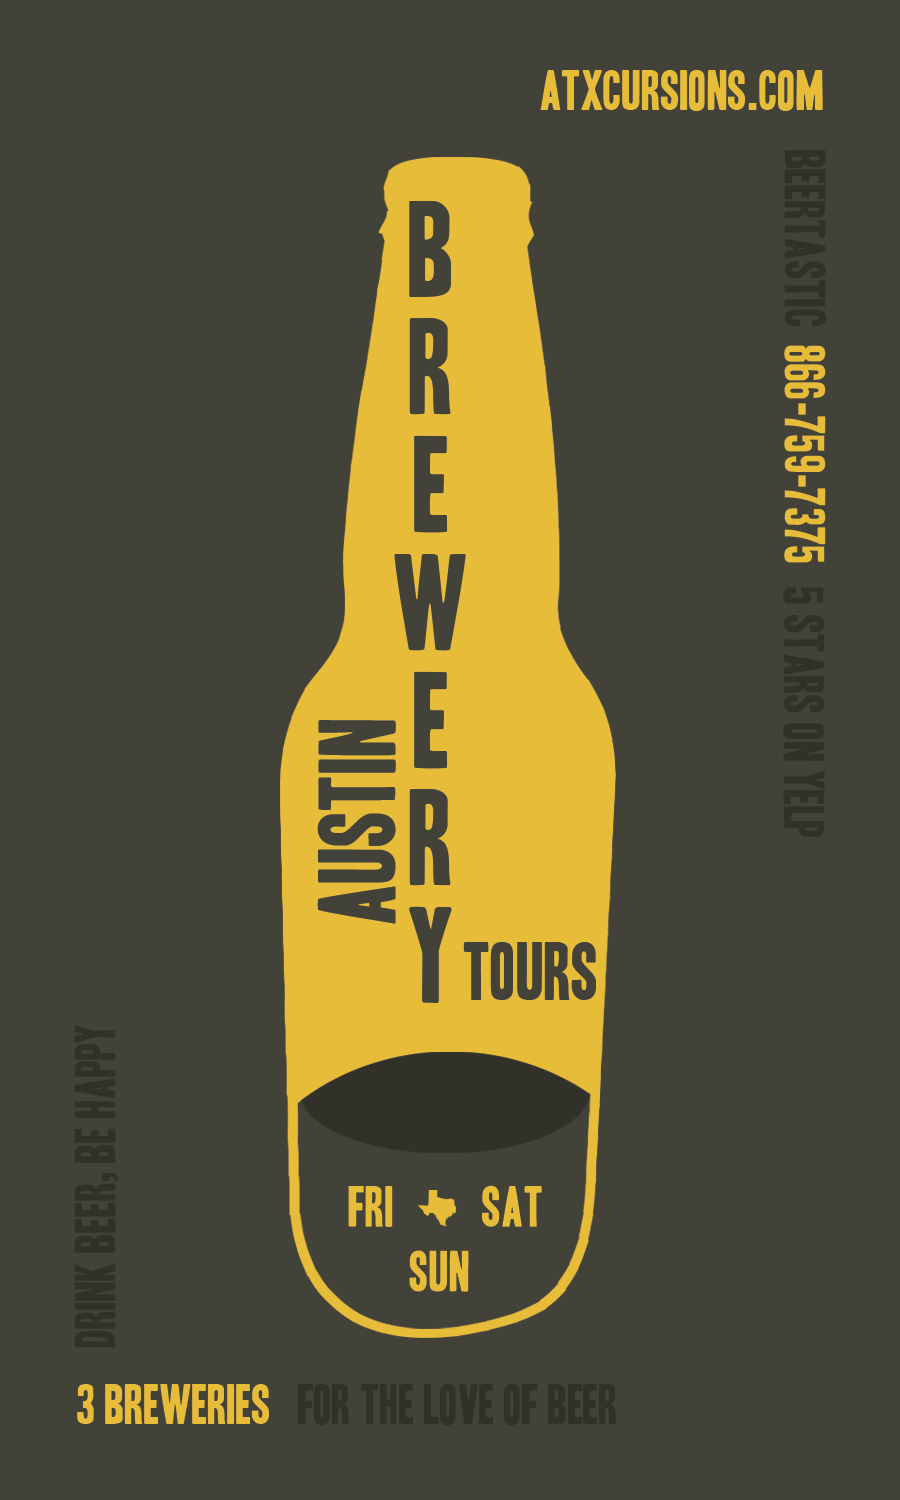 ATXCURSIONS.COM
BEERTASTIC 866-759-7375 5 STARS ON YELP
AUSTIN
BREWERY
TOURS
FRI SAT
SUN
DRINK BEER, BE HAPPY
3 BREWERIES FOR THE LOVE OF BEER